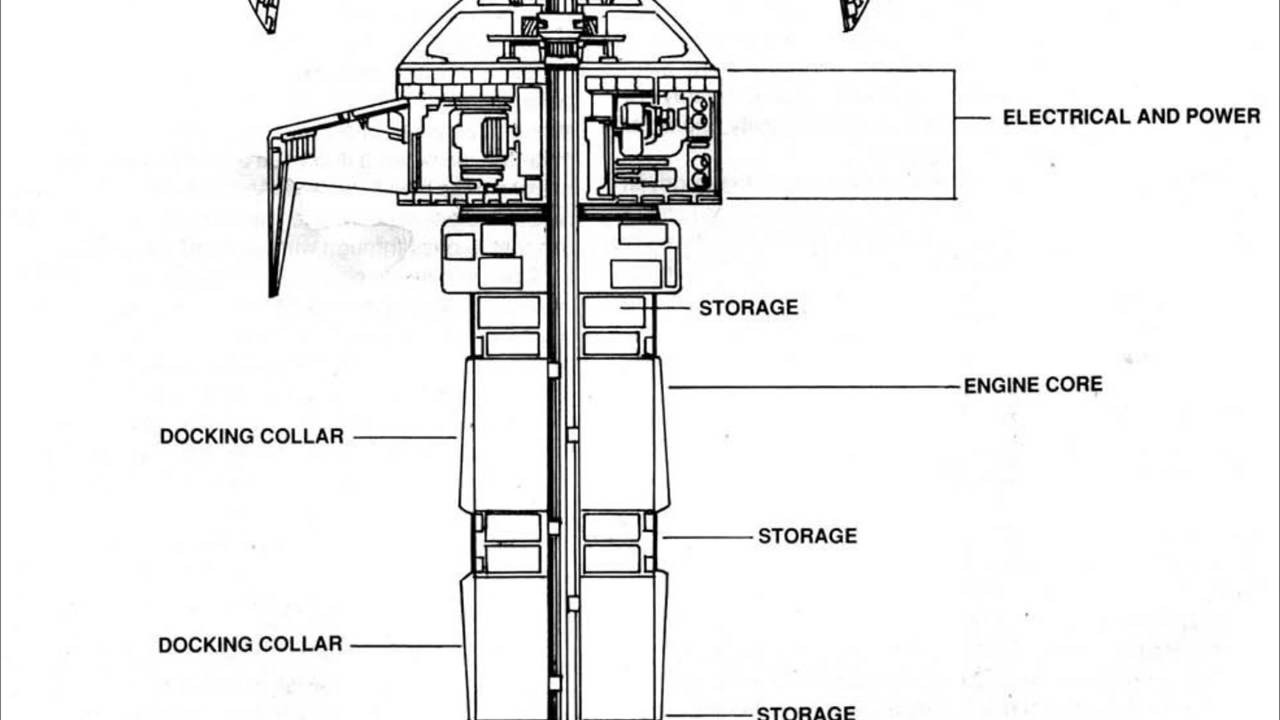 ELECTRICAL AND POWER
STORAGE
ENGINE CORE
DOCKING COLLAR
STORAGE
DOCKING COLLAR
STORAGE